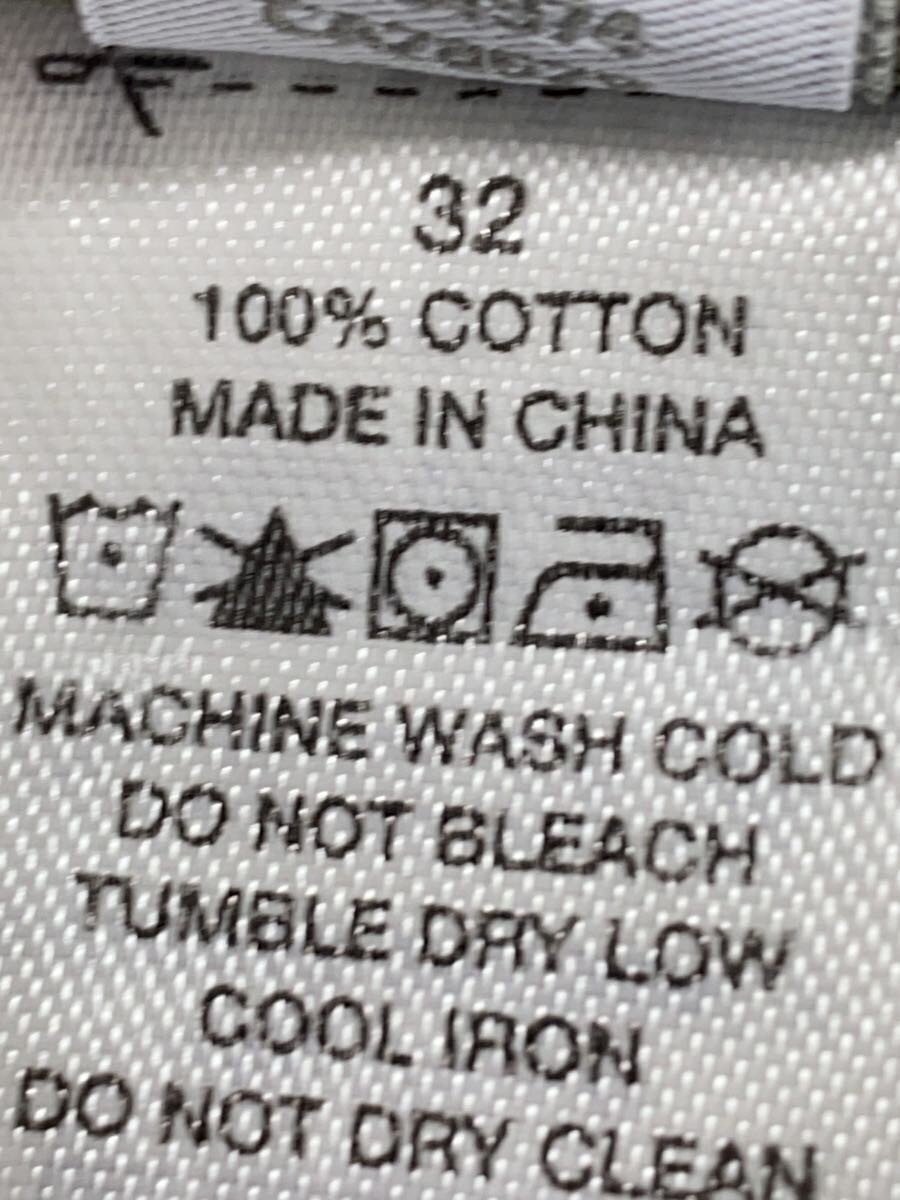 32
100% COTTON
MADE IN CHINA
MACHINE WASH COLD
DO NOT BLEACH
TUMBLE DRY LOW
COOL IRON
DO NOT DRY CLEAN